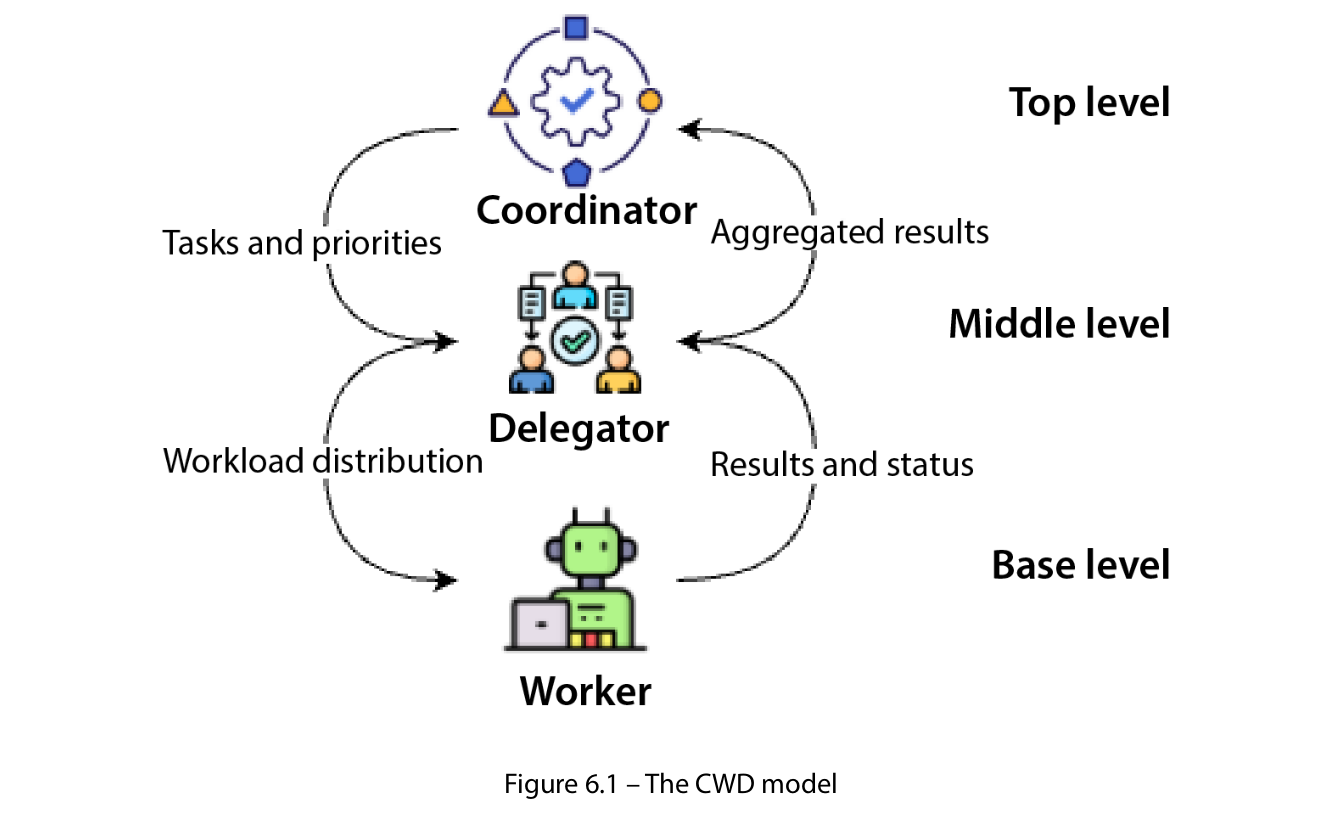 Top level
Coordinator
Tasks and priorities
Aggregated results
Middle level
Delegator
Workload distribution
Results and status
Base level
Worker
Figure 6.1 – The CWD model